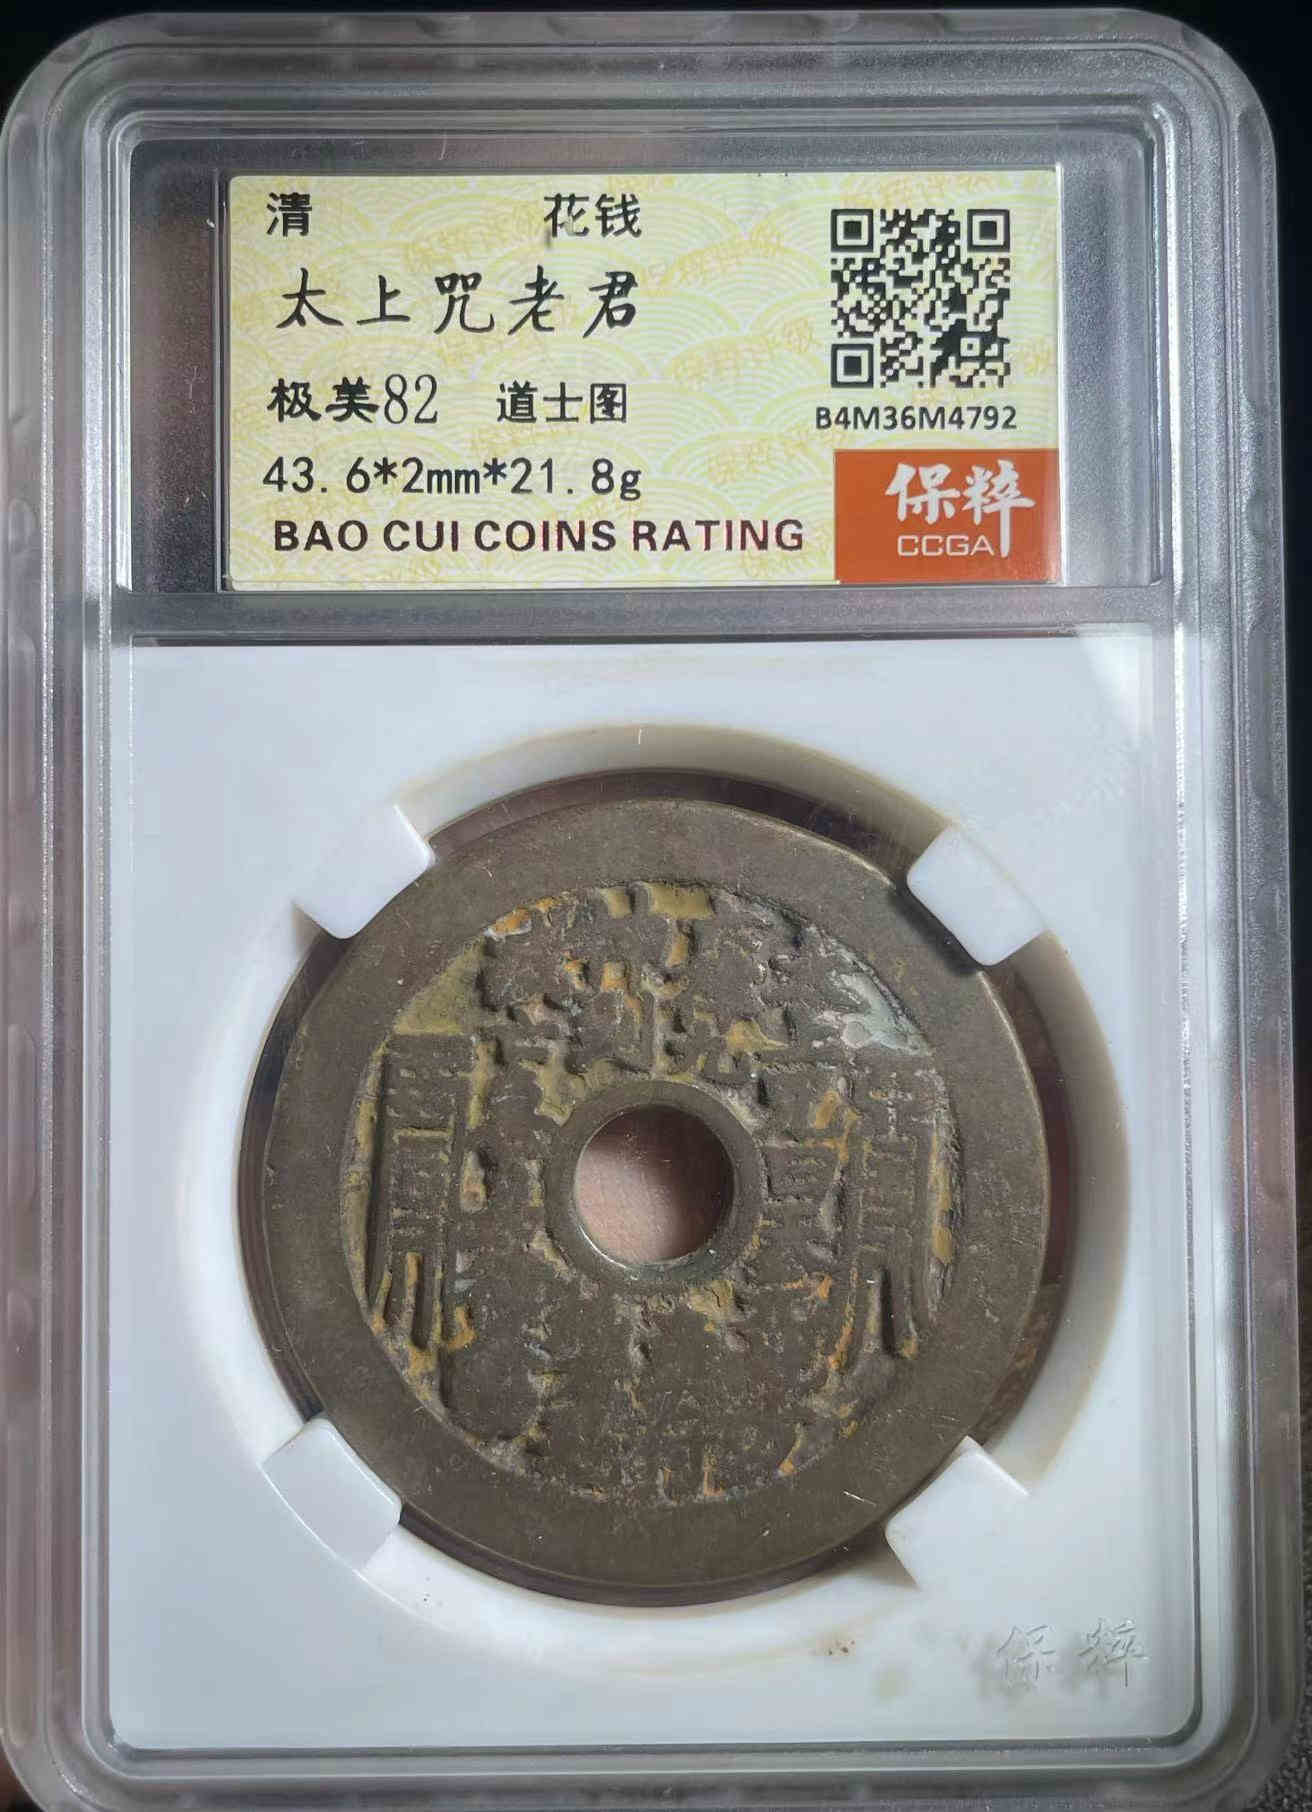 清 花钱
太上咒老君
极美82 道士图
43.6*2mm*21.8g
BAO CUI COINS RATING
B4M36M4792
保粹
CCGA
保粹